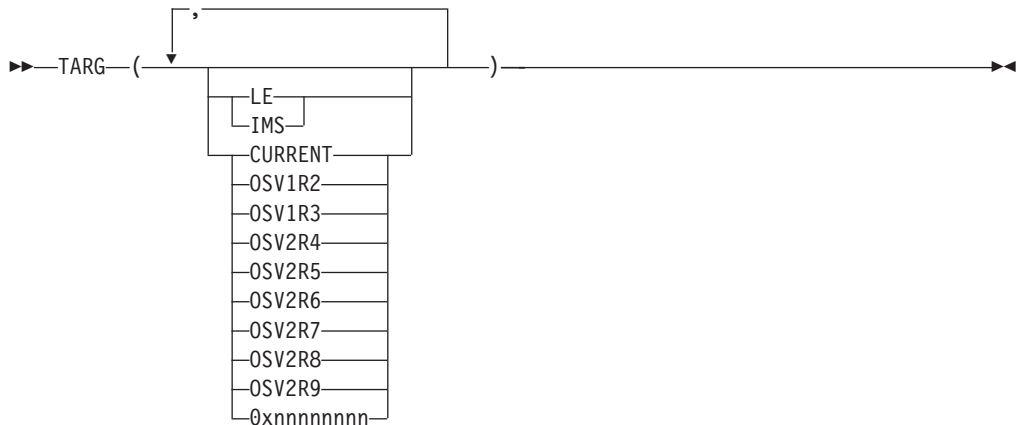 ,
TARG ( )
LE
IMS
CURRENT
OSV1R2
OSV1R3
OSV2R4
OSV2R5
OSV2R6
OSV2R7
OSV2R8
OSV2R9
0xnnnnnnnn